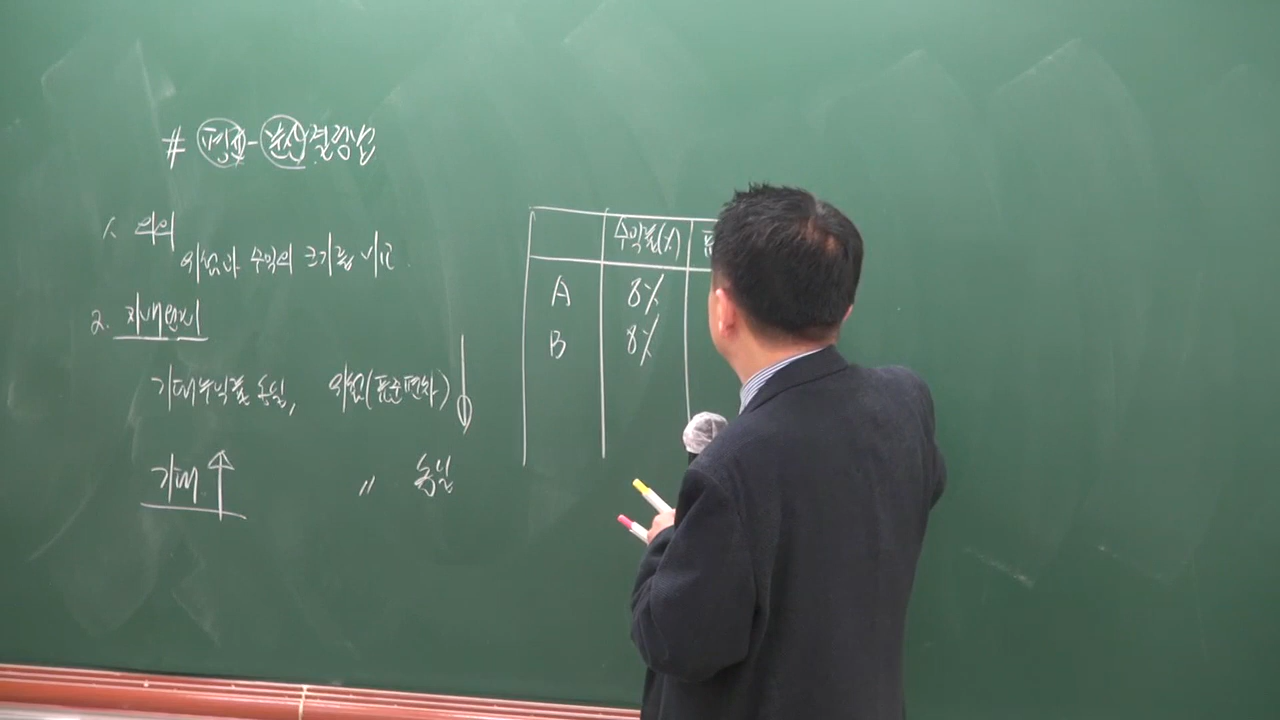 # 평균-분산결정법
1. 의의
위험과 수익의 크기를 비교.
2. 지배원리
기대수익률 동일, 위험(표준편차) ↓
기대 ↑ 〃 동일
수익률(%) 표
A 8%
B 8%